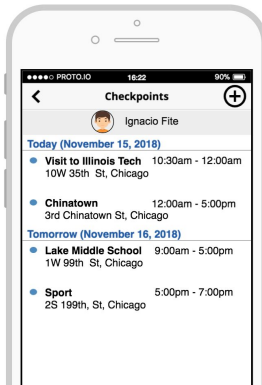 PROTO.IO 16:22 90%
Checkpoints
Ignacio Fite
Today (November 15, 2018)
Visit to Illinois Tech 10:30am - 12:00am
10W 35th St, Chicago
Chinatown 12:00am - 5:00pm
3rd Chinatown St, Chicago
Tomorrow (November 16, 2018)
Lake Middle School 9:00am - 5:00pm
1W 99th St, Chicago
Sport 5:00pm - 7:00pm
2S 199th, St, Chicago